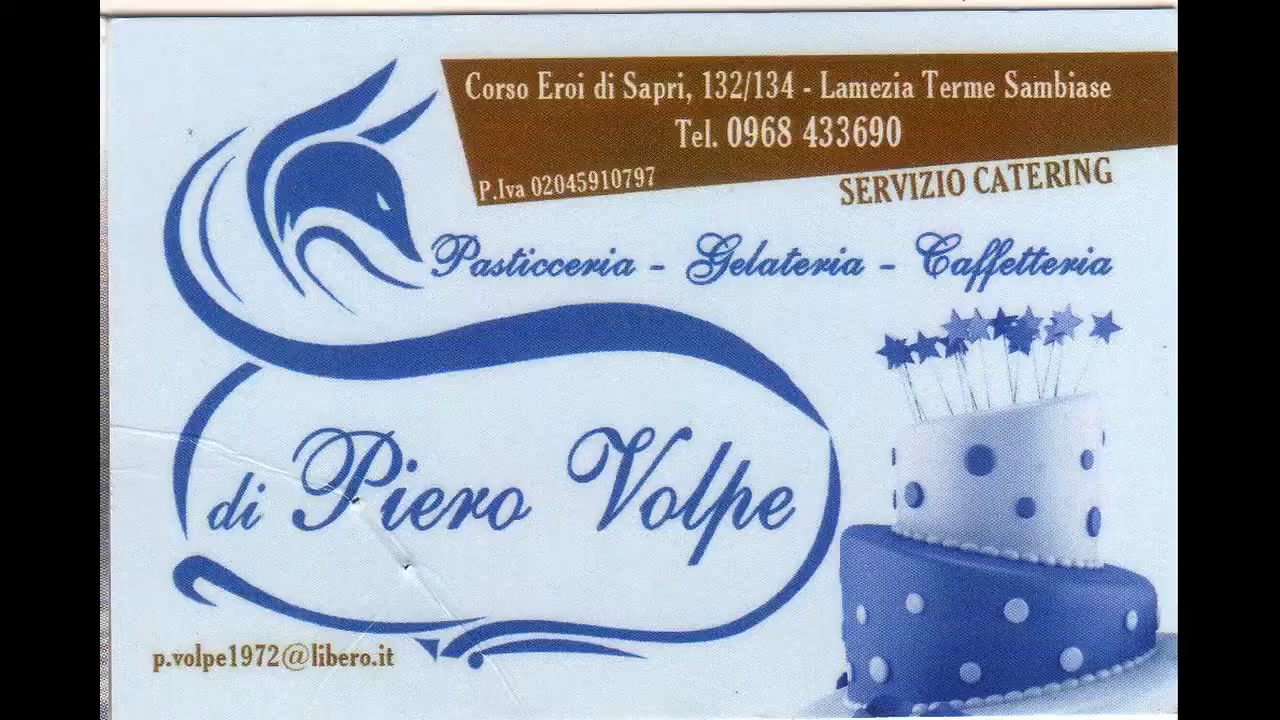 Corso Eroi di Sapri, 132/134 - Lamezia Terme Sambiase
Tel. 0968 433690
P.Iva 02045910797
SERVIZIO CATERING
Pasticceria - Gelateria - Caffetteria
di Piero Volpe
p.volpe1972@libero.it